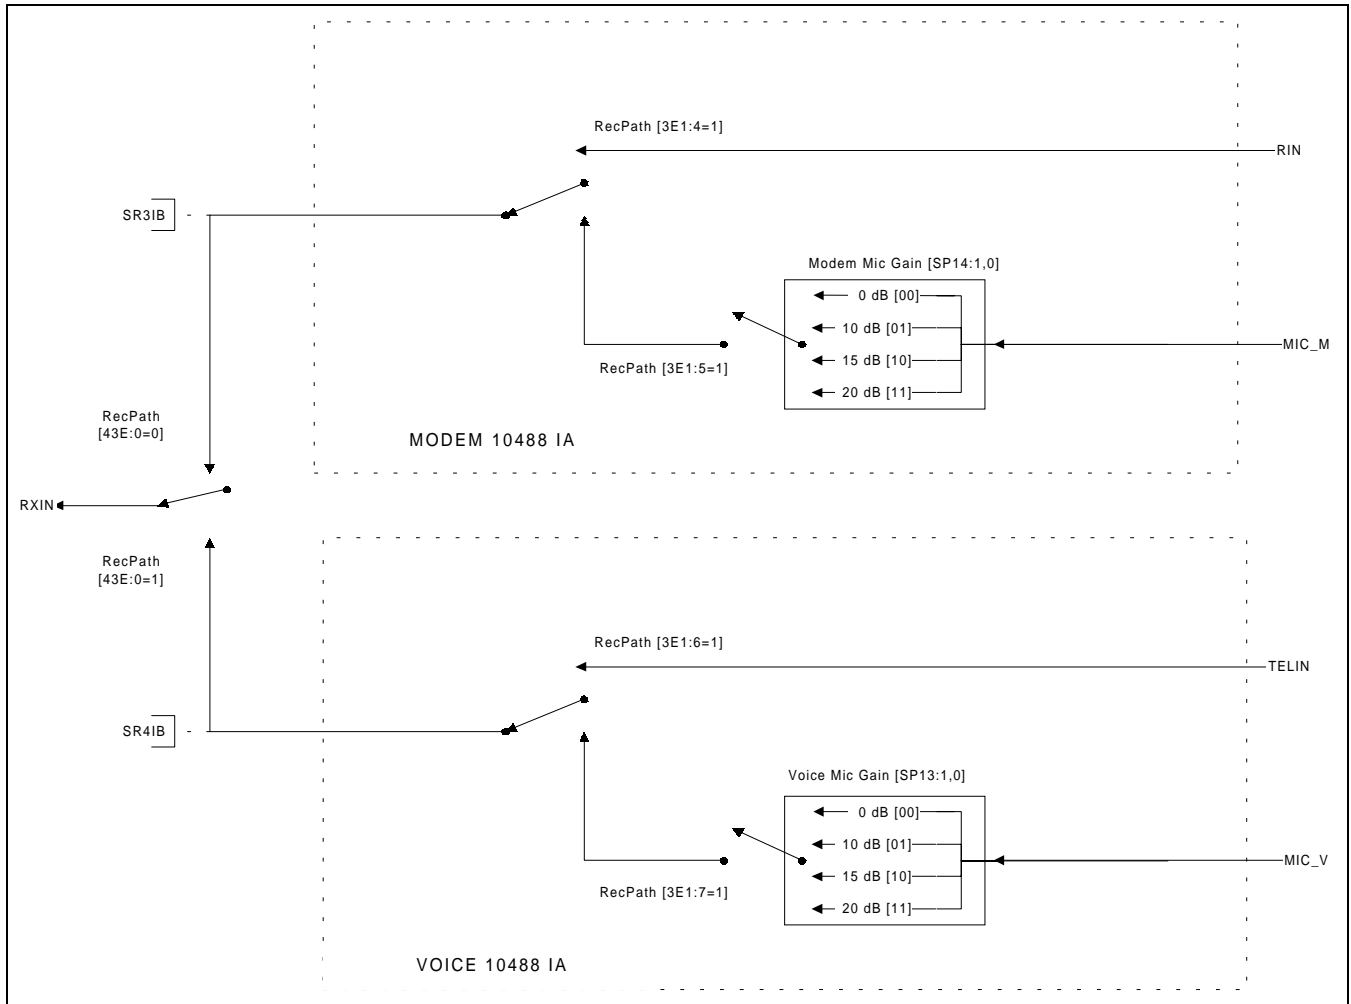 RecPath [3E1:4=1]
RIN
SR3IB
Modem Mic Gain [SP14:1,0]
0 dB [00]
10 dB [01]
15 dB [10]
20 dB [11]
MIC_M
RecPath [3E1:5=1]
RecPath
[43E:0=0]
MODEM 10488 IA
RXIN
RecPath
[43E:0=1]
RecPath [3E1:6=1]
TELIN
SR4IB
Voice Mic Gain [SP13:1,0]
0 dB [00]
10 dB [01]
15 dB [10]
20 dB [11]
MIC_V
RecPath [3E1:7=1]
VOICE 10488 IA